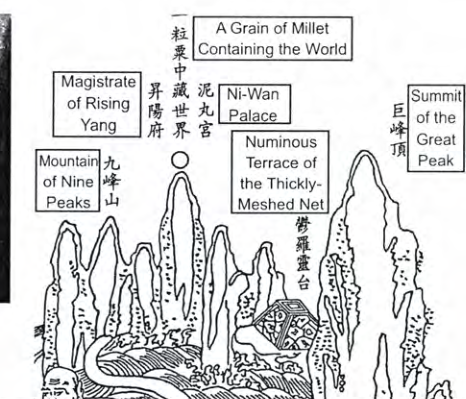 A Grain of Millet
Containing the World
一粒粟中藏世界
Magistrate
of Rising
Yang
昇陽府
泥丸宮
Ni-Wan
Palace
Summit
of the
Great
Peak
巨峰頂
Mountain
of Nine
Peaks
九峰山
Numinous
Terrace of
the Thickly-
Meshed Net
鬱羅靈台